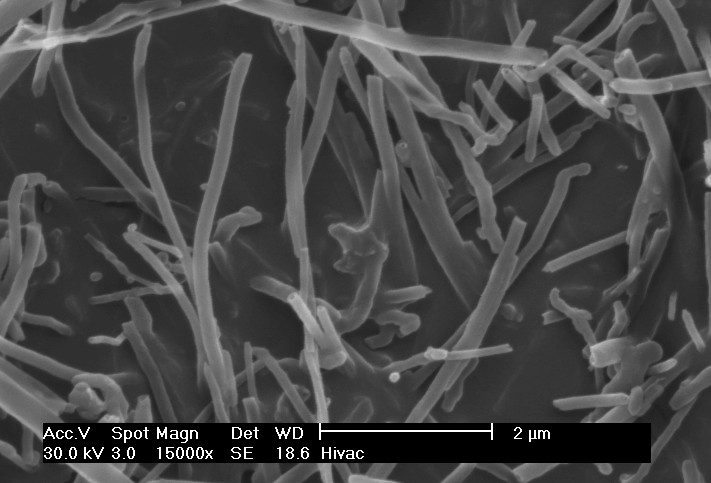 Acc.V Spot Magn Det WD 2 µm
30.0 kV 3.0 15000x SE 18.6 Hivac